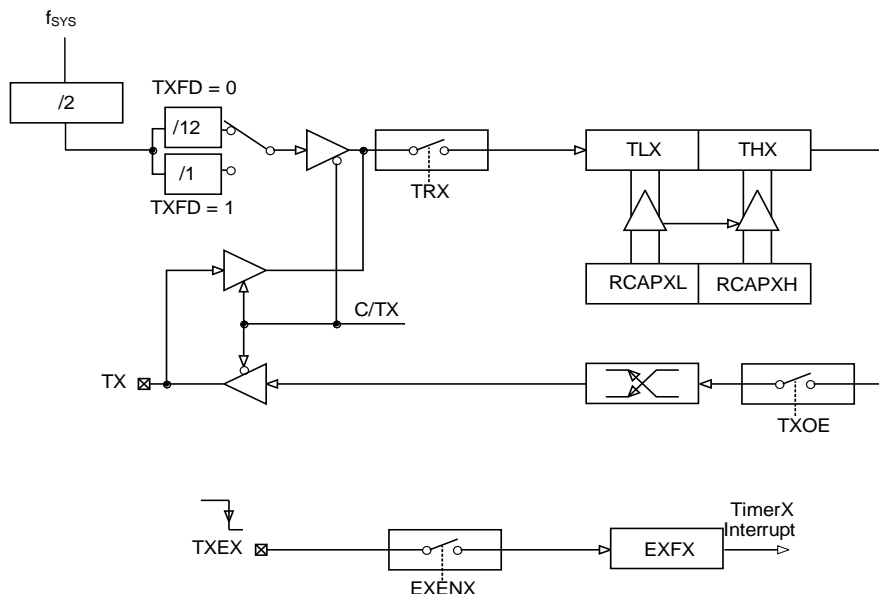 fSYS
/2
TXFD = 0
/12
/1
TXFD = 1
TRX
TLX
THX
RCAPXL
RCAPXH
C/TX
TX
TXOE
TXEX
EXENX
EXFX
TimerX
Interrupt